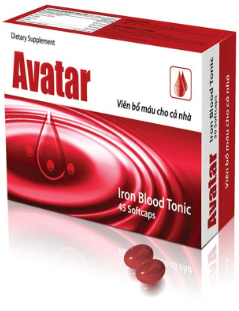 Dietary Supplement
Avatar
Viên bổ máu cho cả nhà
Iron Blood Tonic
45 Softcaps
Avatar
Iron Blood Tonic
Viên bổ máu cho cả nhà